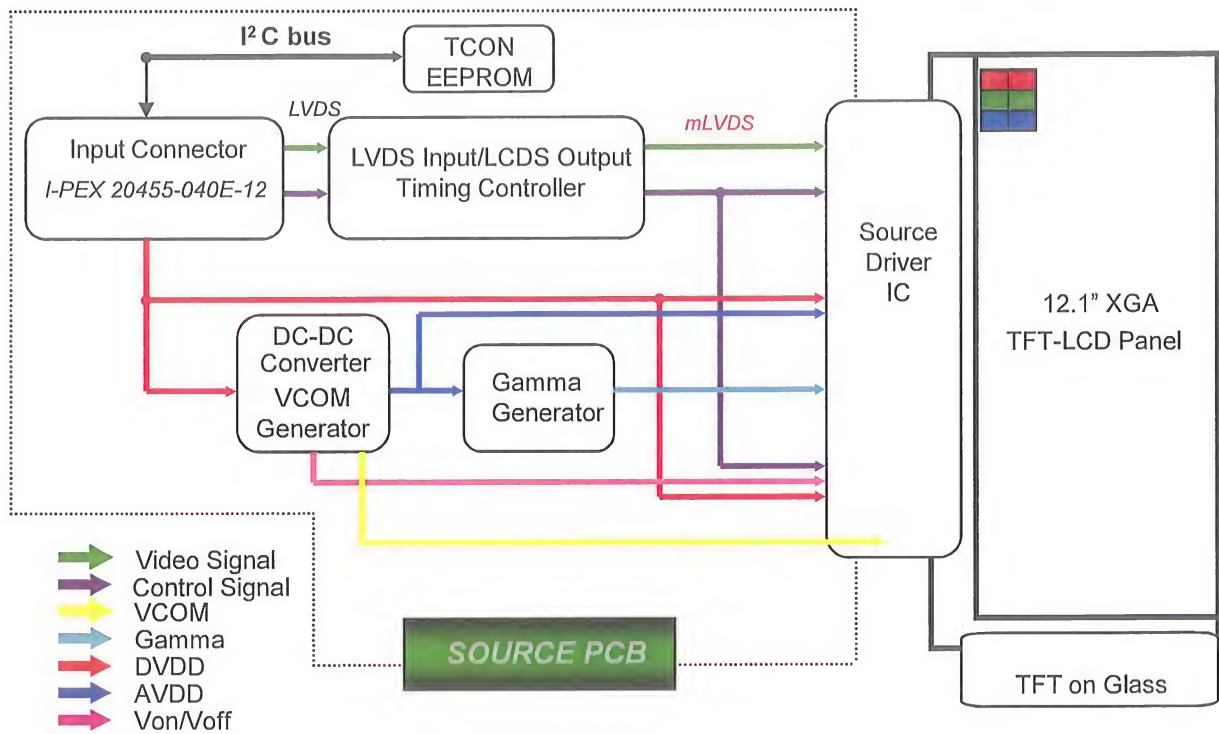 I² C bus
TCON
EEPROM
LVDS
mLVDS
Input Connector
I-PEX 20455-040E-12
LVDS Input/LCDS Output
Timing Controller
Source
Driver
IC
12.1” XGA
TFT-LCD Panel
DC-DC
Converter
VCOM
Generator
Gamma
Generator
Video Signal
Control Signal
VCOM
Gamma
DVDD
AVDD
Von/Voff
SOURCE PCB
TFT on Glass